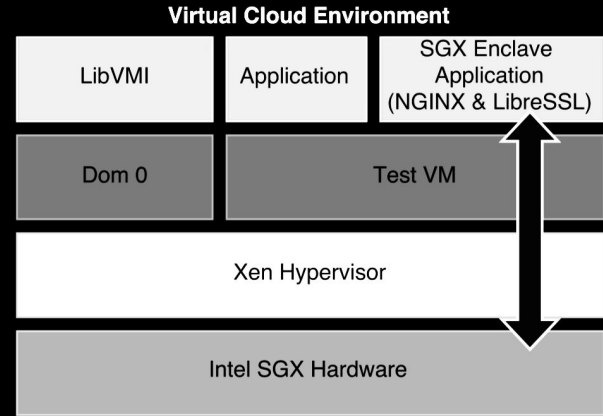 Virtual Cloud Environment
LibVMI
Application
SGX Enclave
Application
(NGINX & LibreSSL)
Dom 0
Test VM
Xen Hypervisor
Intel SGX Hardware